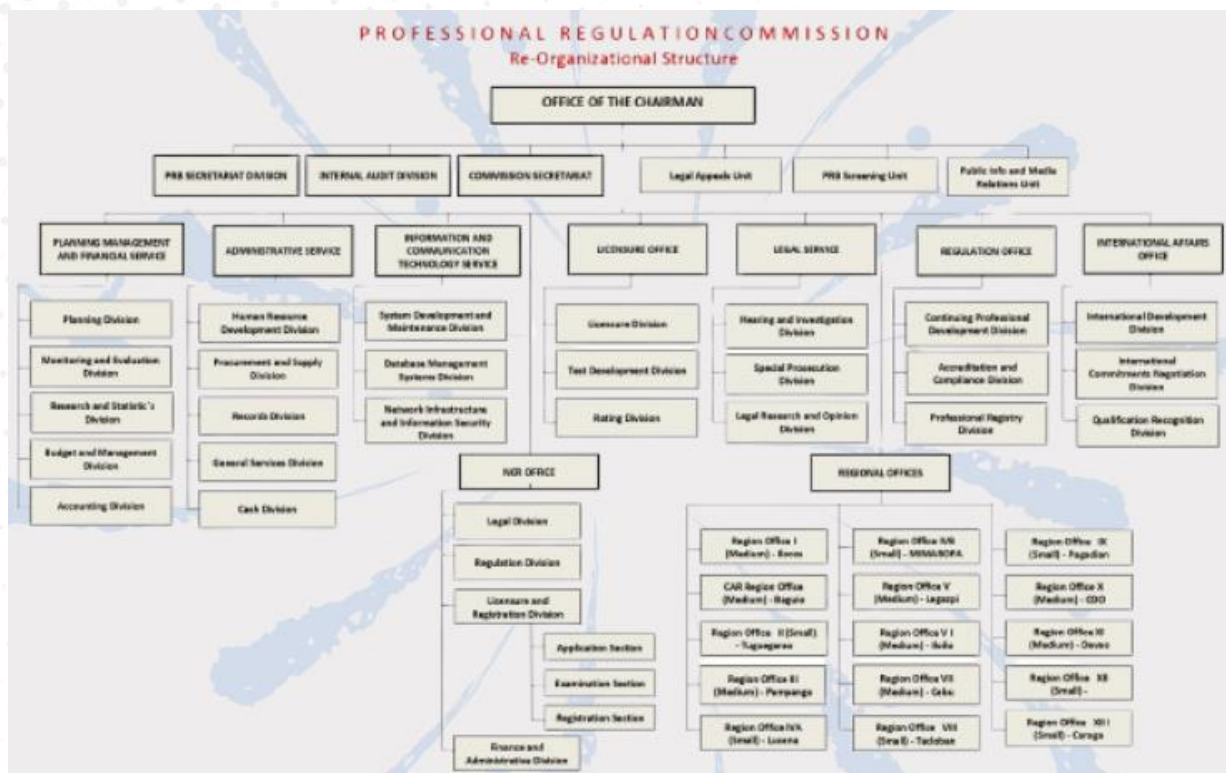 PROFESSIONAL REGULATION COMMISSION
Re-Organizational Structure
OFFICE OF THE CHAIRMAN
PRB SECRETARIAT DIVISION
INTERNAL AUDIT DIVISION
COMMISSION SECRETARIAT
Legal Appeals Unit
PRB Screening Unit
Public Info and Media
Relations Unit
PLANNING MANAGEMENT
AND FINANCIAL SERVICE
ADMINISTRATIVE SERVICE
INFORMATION AND
COMMUNICATION
TECHNOLOGY SERVICE
LICENSURE OFFICE
LEGAL SERVICE
REGULATION OFFICE
INTERNATIONAL AFFAIRS
OFFICE
Planning Division
Monitoring and Evaluation
Division
Research and Statistic's
Division
Budget and Management
Division
Accounting Division
Human Resource
Development Division
Procurement and Supply
Division
Records Division
General Services Division
Cash Division
System Development and
Maintenance Division
Database Management
Systems Division
Network Infrastructure
and Information Security
Division
Licensure Division
Test Development Division
Rating Division
Hearing and Investigation
Division
Special Prosecution
Division
Legal Research and Opinion
Division
Continuing Professional
Development Division
Accreditation and
Compliance Division
Professional Registry
Division
International Development
Division
International
Commitments Negotiation
Division
Qualification Recognition
Division
NCR OFFICE
Legal Division
Regulation Division
Licensure and
Registration Division
Application Section
Examination Section
Registration Section
Finance and
Administrative Division
REGIONAL OFFICES
Region Office I
(Medium) -
CAR Region Office
(Medium) - Baguio
Region Office II (Small)
- Tuguegarao
Region Office III
(Medium) - Pampanga
Region Office IVA
(Small) - Lucena
Region Office IVB
(Small) - MIMAROPA
Region Office V
(Medium) - Legazpi
Region Office V I
(Medium) - Iloilo
Region Office VII
(Medium) - Cebu
Region Office VIII
(Small) - Tacloban
Region Office IX
(Small) - Pagadian
Region Office X
(Medium) - CDO
Region Office XI
(Medium) - Davao
Region Office XII
(Small) -
Region Office XIII
(Small) - Caraga